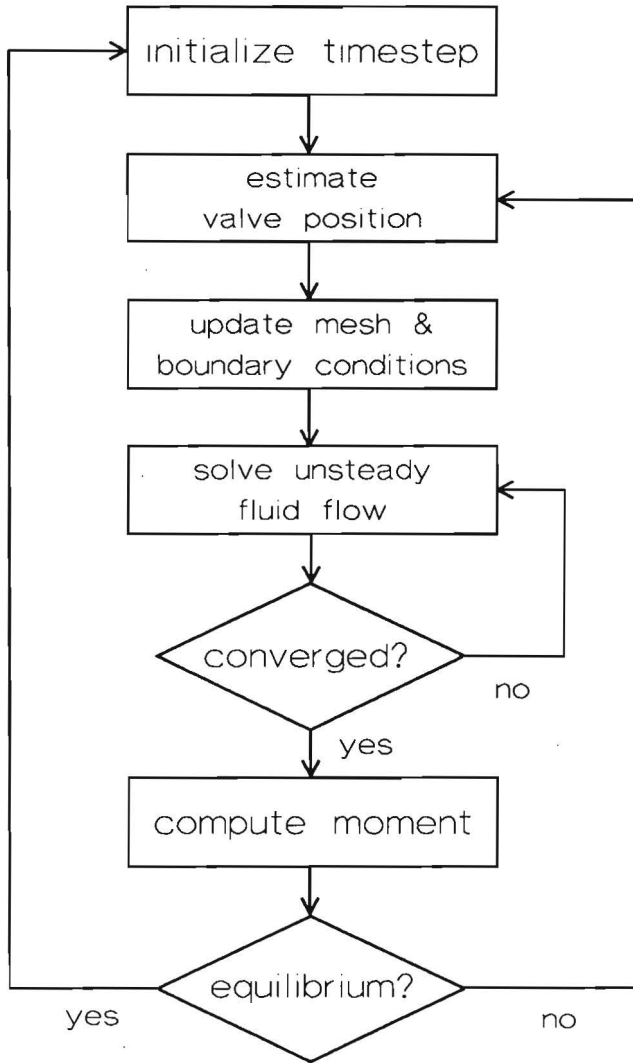 initialize timestep
estimate
valve position
update mesh &
boundary conditions
solve unsteady
fluid flow
converged?
no
yes
compute moment
equilibrium?
yes
no